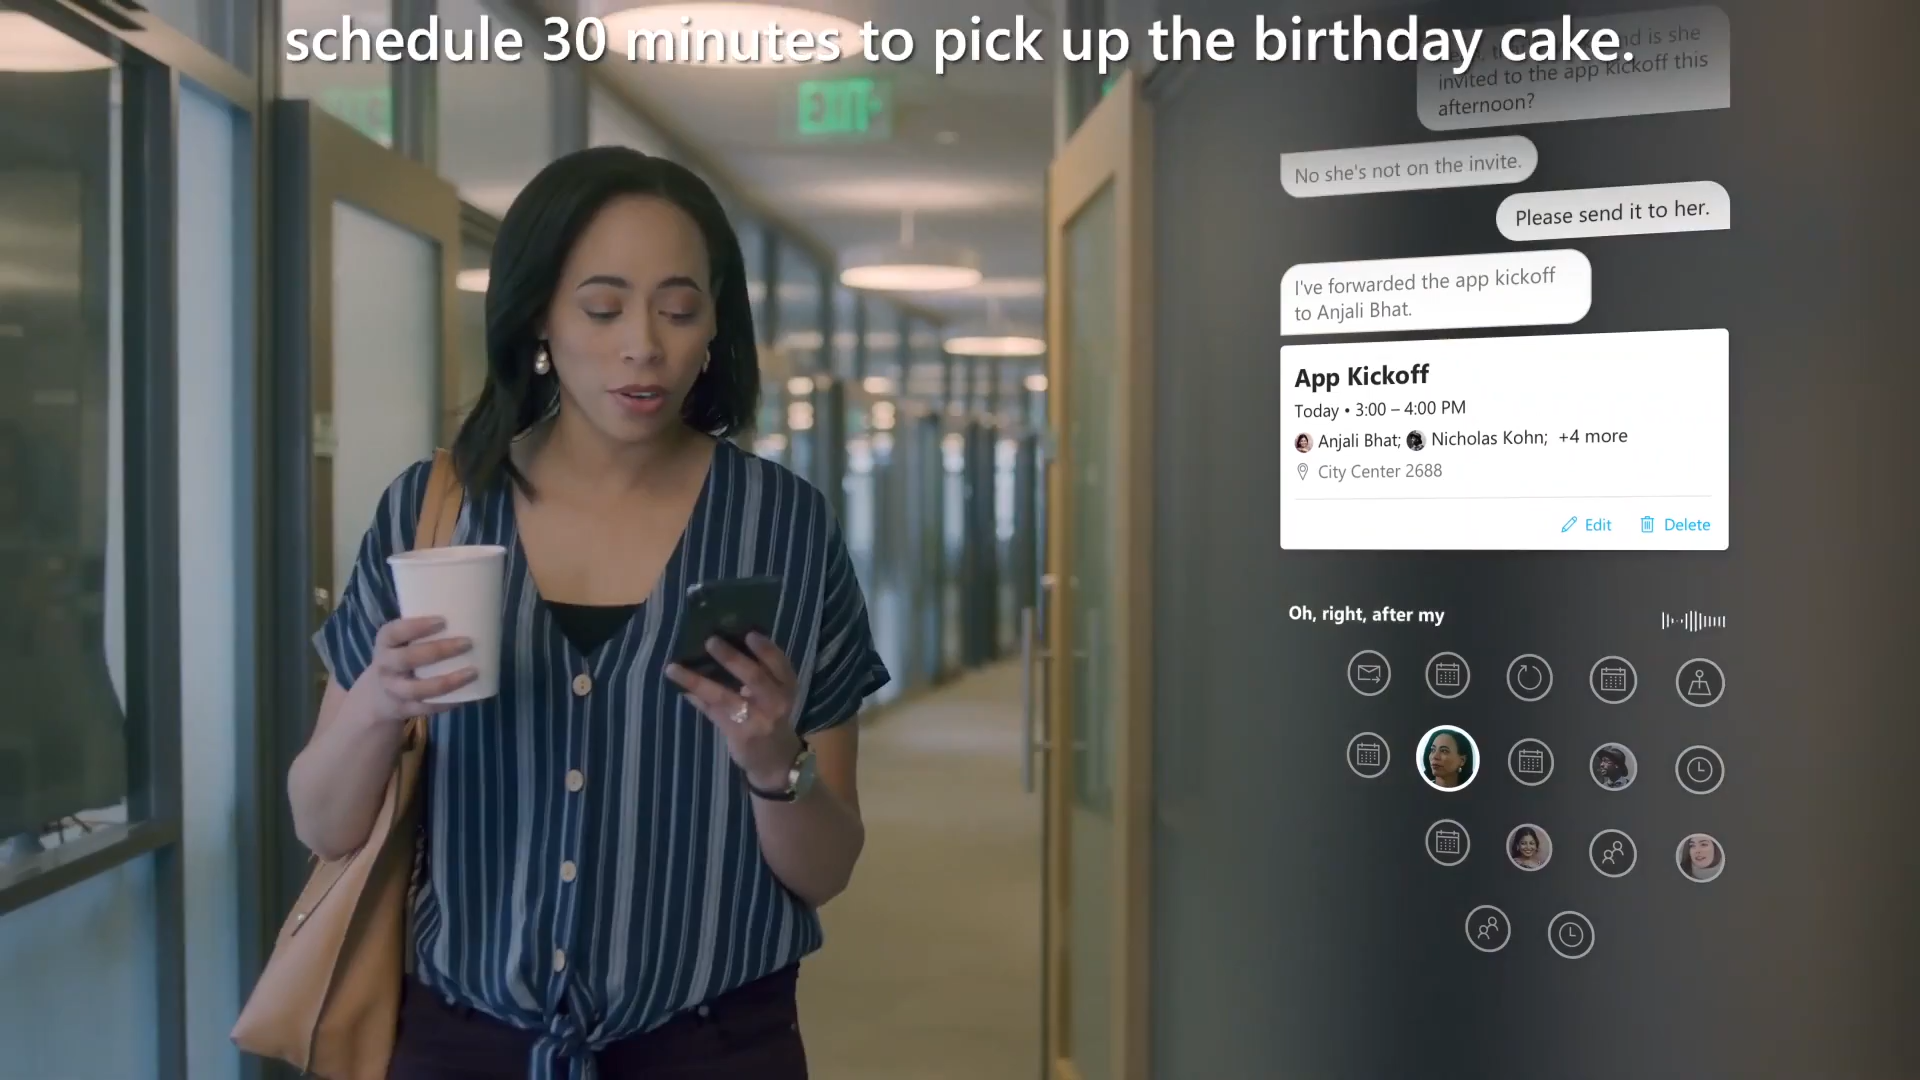 schedule 30 minutes to pick up the birthday cake.
EXIT
is she
invited to the app kickoff this
afternoon?
No she's not on the invite.
Please send it to her.
I've forwarded the app kickoff
to Anjali Bhat.
App Kickoff
Today • 3:00 – 4:00 PM
Anjali Bhat; Nicholas Kohn; +4 more
City Center 2688
Edit Delete
Oh, right, after my